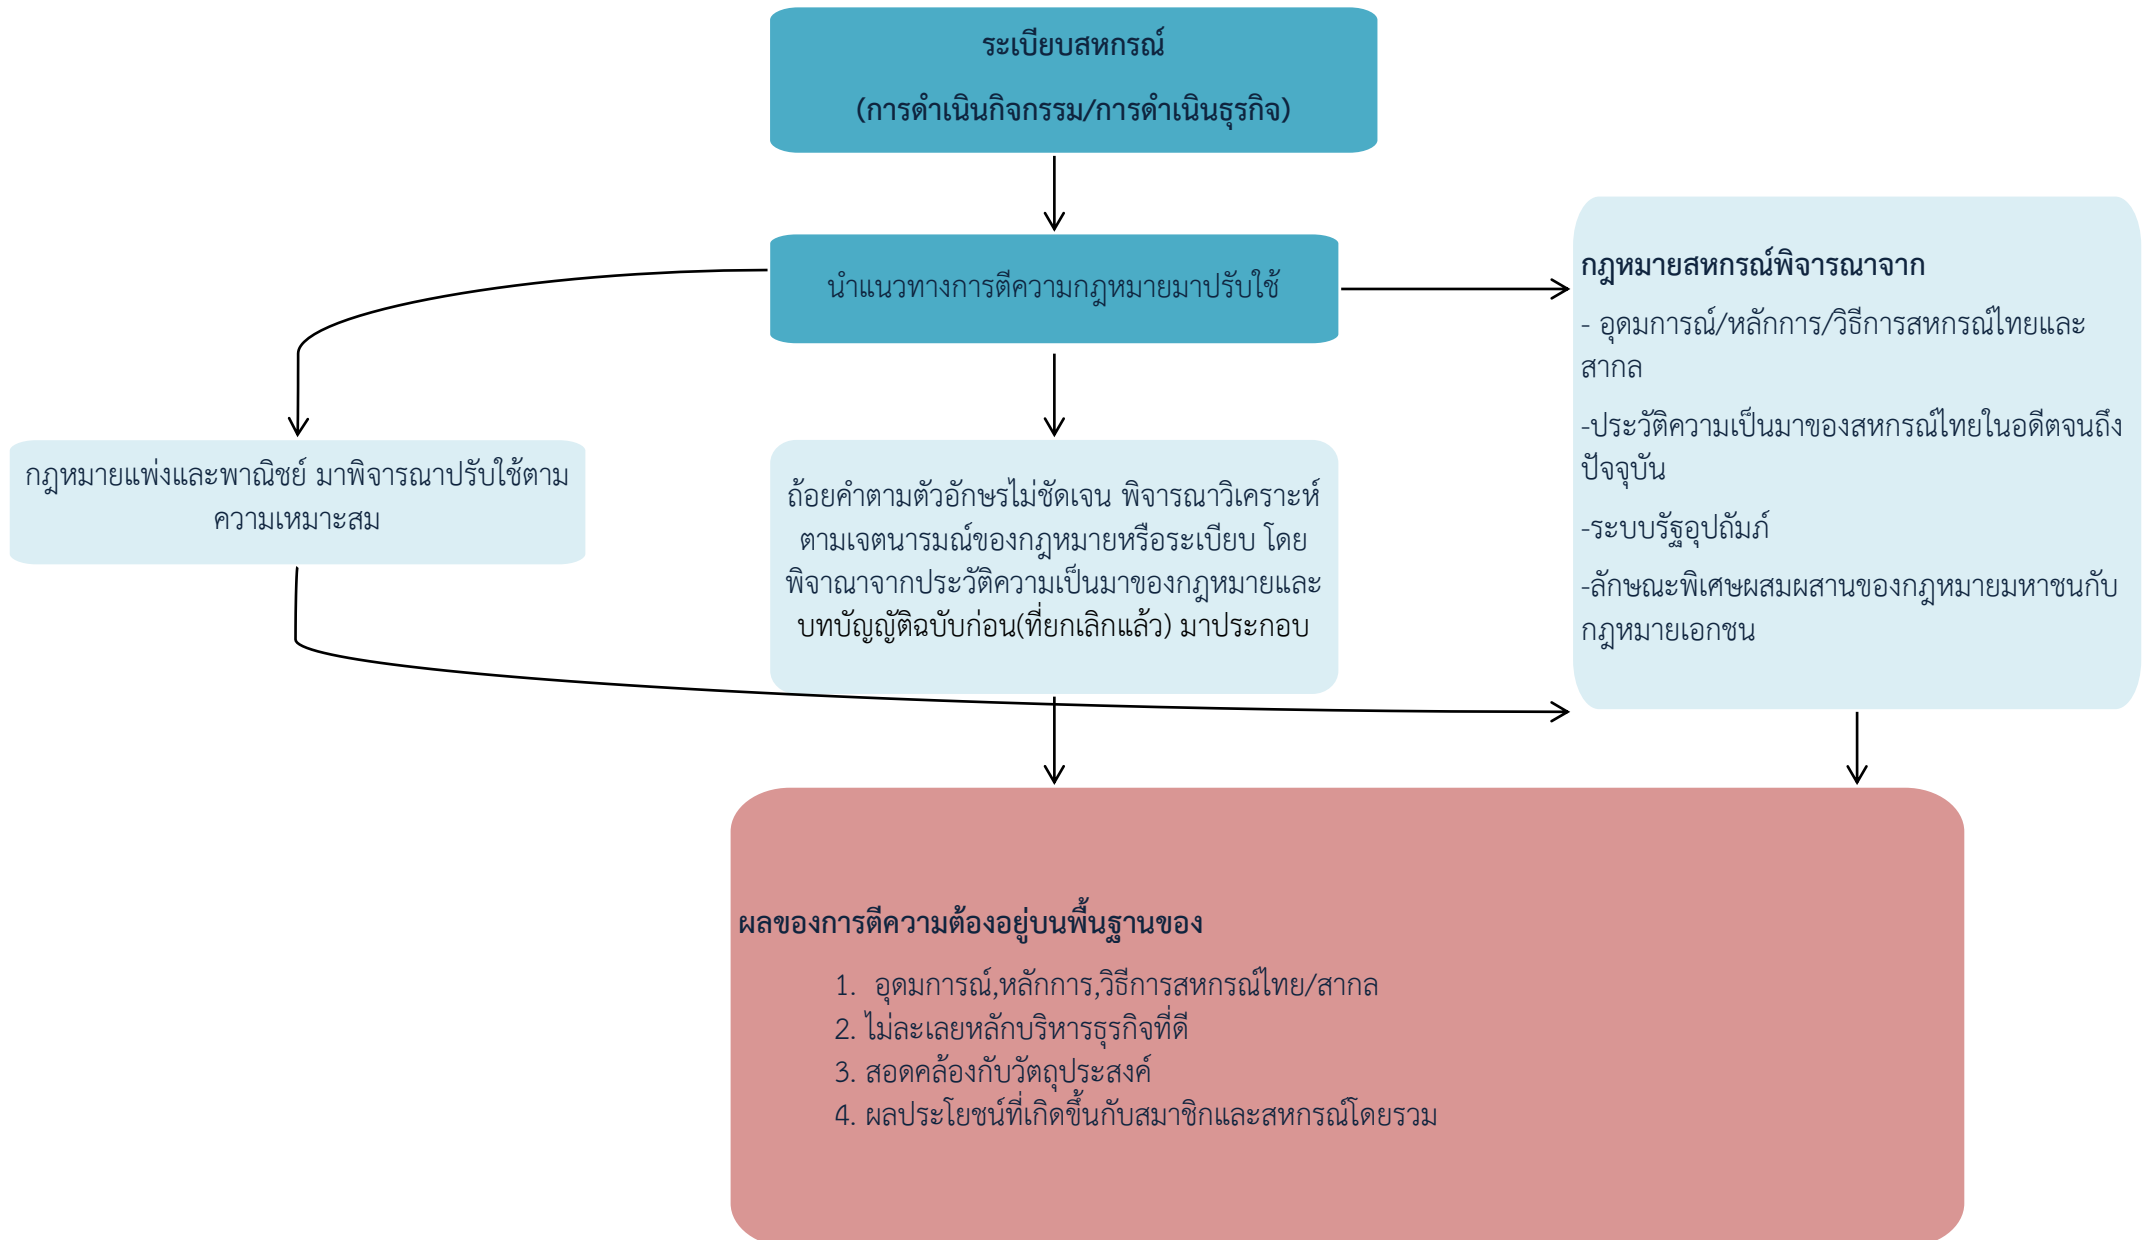 ระเบียบสหกรณ์
(การดำเนินกิจกรรม/การดำเนินธุรกิจ)
นำแนวทางการตีความกฎหมายมาปรับใช้
กฎหมายแพ่งและพาณิชย์ มาพิจารณาปรับใช้ตาม
ความเหมาะสม
ถ้อยคำตามตัวอักษรไม่ชัดเจน พิจารณาวิเคราะห์
ตามเจตนารมณ์ของกฎหมายหรือระเบียบ โดย
พิจาณาจากประวัติความเป็นมาของกฎหมายและ
บทบัญญัติฉบับก่อน(ที่ยกเลิกแล้ว) มาประกอบ
กฎหมายสหกรณ์พิจารณาจาก
- อุดมการณ์/หลักการ/วิธีการสหกรณ์ไทยและ
สากล
-ประวัติความเป็นมาของสหกรณ์ไทยในอดีตจนถึง
ปัจจุบัน
-ระบบรัฐอุปถัมภ์
-ลักษณะพิเศษผสมผสานของกฎหมายมหาชนกับ
กฎหมายเอกชน
ผลของการตีความต้องอยู่บนพื้นฐานของ
1. อุดมการณ์,หลักการ,วิธีการสหกรณ์ไทย/สากล
2. ไม่ละเลยหลักบริหารธุรกิจที่ดี
3. สอดคล้องกับวัตถุประสงค์
4. ผลประโยชน์ที่เกิดขึ้นกับสมาชิกและสหกรณ์โดยรวม